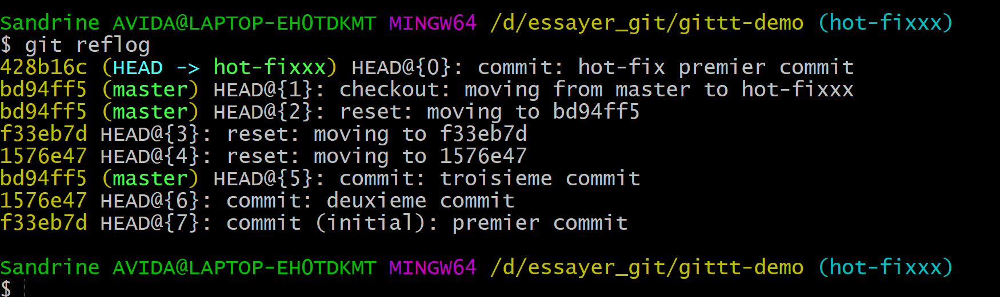 Sandrine AVIDA@LAPTOP-EH0TDKMT MINGW64 /d/essayer_git/gittt-demo (hot-fixxx)
$ git reflog
428b16c (HEAD -> hot-fixxx) HEAD@{0}: commit: hot-fix premier commit
bd94ff5 (master) HEAD@{1}: checkout: moving from master to hot-fixxx
bd94ff5 (master) HEAD@{2}: reset: moving to bd94ff5
f33eb7d HEAD@{3}: reset: moving to f33eb7d
1576e47 HEAD@{4}: reset: moving to 1576e47
bd94ff5 (master) HEAD@{5}: commit: troisieme commit
1576e47 HEAD@{6}: commit: deuxieme commit
f33eb7d HEAD@{7}: commit (initial): premier commit
Sandrine AVIDA@LAPTOP-EH0TDKMT MINGW64 /d/essayer_git/gittt-demo (hot-fixxx)
$